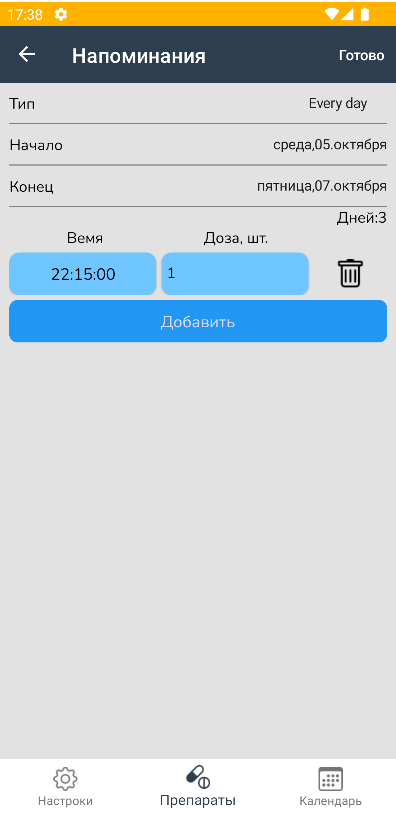 17:38
Напоминания
Готово
Тип
Every day
Начало
среда,05.октября
Конец
пятница,07.октября
Дней:3
Вемя
Доза, шт.
22:15:00
1
Добавить
Настроки
Препараты
Календарь